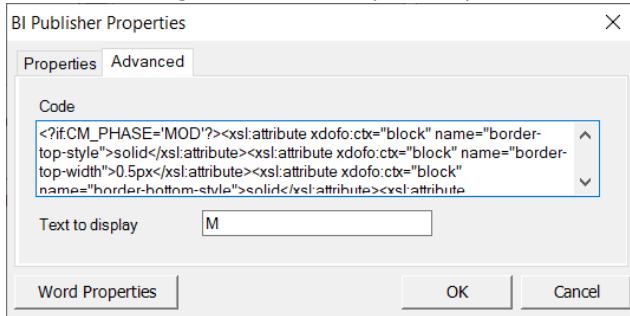 BI Publisher Properties
Properties Advanced
Code
<?if:CM_PHASE='MOD'?><xsl:attribute xdofo:ctx="block" name="border-
top-style">solid</xsl:attribute><xsl:attribute xdofo:ctx="block" name="border-
top-width">0.5px</xsl:attribute><xsl:attribute xdofo:ctx="block"
name="border-bottom-style">solid</xsl:attribute><xsl:attribute
Text to display M
Word Properties OK Cancel